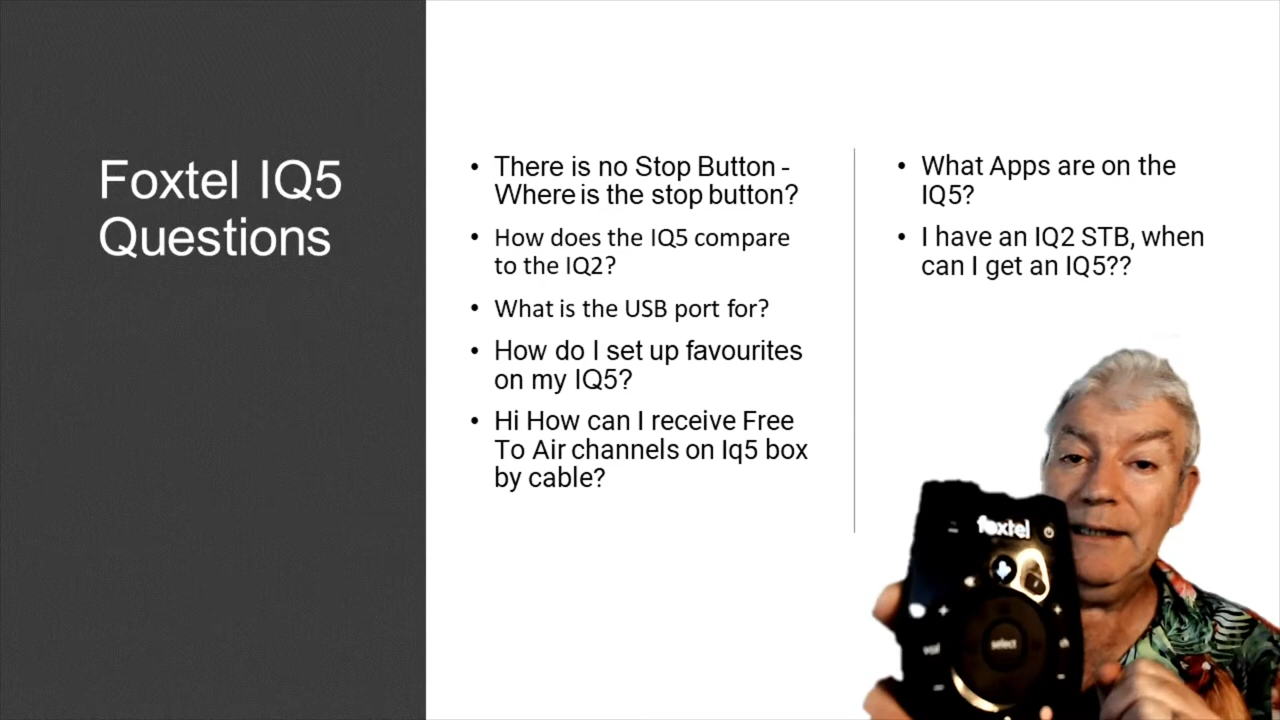 Foxtel IQ5
Questions
• There is no Stop Button -
Where is the stop button?
• How does the IQ5 compare
to the IQ2?
• What is the USB port for?
• How do I set up favourites
on my IQ5?
• Hi How can I receive Free
To Air channels on Iq5 box
by cable?
• What Apps are on the
IQ5?
• I have an IQ2 STB, when
can I get an IQ5??
foxtel
+
vol
select
ch